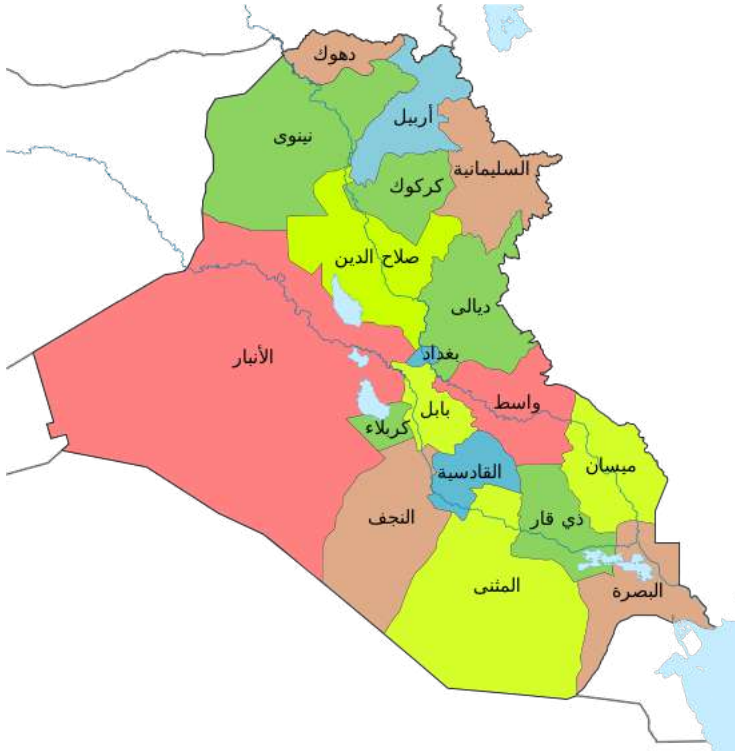 دهوك
أربيل
نينوى
السليمانية
كركوك
صلاح الدين
ديالى
بغداد
الأنبار
واسط
بابل
كربلاء
ميسان
القادسية
النجف
ذي قار
المثنى
البصرة